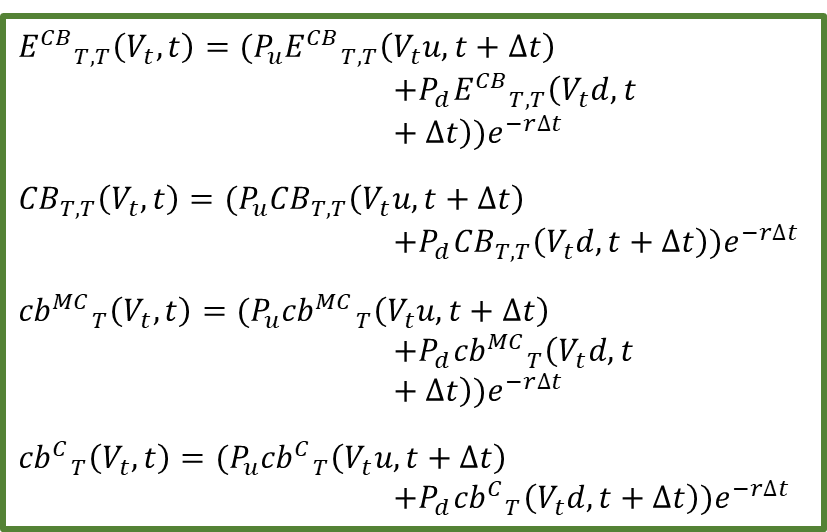 E^{CB}_{T,T}(V_t, t) = (P_u E^{CB}_{T,T}(V_t u, t + Δt)
+P_d E^{CB}_{T,T}(V_t d, t
+ Δt))e^{−rΔt}
CB_{T,T}(V_t, t) = (P_u CB_{T,T}(V_t u, t + Δt)
+P_d CB_{T,T}(V_t d, t + Δt))e^{−rΔt}
cb^{MC}_T(V_t, t) = (P_u cb^{MC}_T(V_t u, t + Δt)
+P_d cb^{MC}_T(V_t d, t
+ Δt))e^{−rΔt}
cb^C_T(V_t, t) = (P_u cb^C_T(V_t u, t + Δt)
+P_d cb^C_T(V_t d, t + Δt))e^{−rΔt}